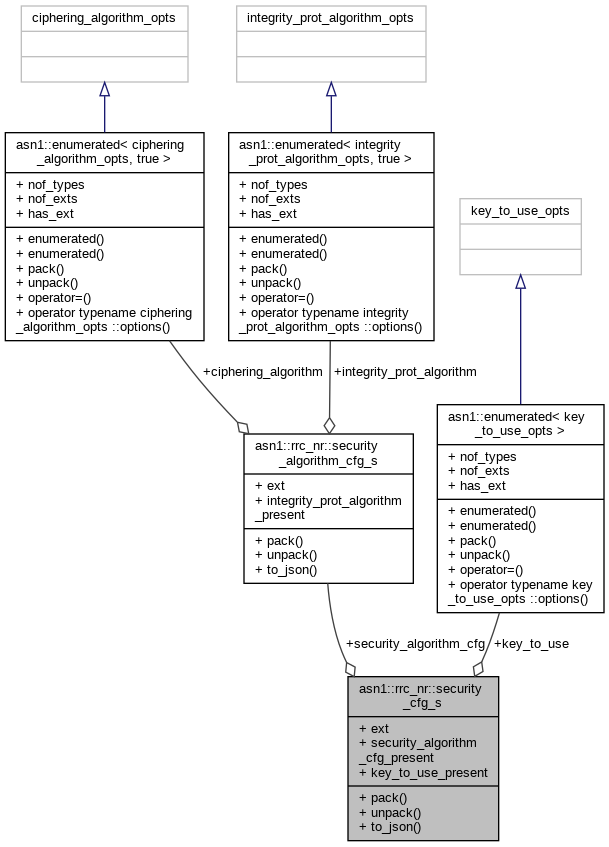 ciphering_algorithm_opts
integrity_prot_algorithm_opts
asn1::enumerated< ciphering
_algorithm_opts, true >
+ nof_types
+ nof_exts
+ has_ext
+ enumerated()
+ enumerated()
+ pack()
+ unpack()
+ operator=()
+ operator typename ciphering
_algorithm_opts ::options()
asn1::enumerated< integrity
_prot_algorithm_opts, true >
+ nof_types
+ nof_exts
+ has_ext
+ enumerated()
+ enumerated()
+ pack()
+ unpack()
+ operator=()
+ operator typename integrity
_prot_algorithm_opts ::options()
key_to_use_opts
+ciphering_algorithm
+integrity_prot_algorithm
asn1::rrc_nr::security
_algorithm_cfg_s
+ ext
+ integrity_prot_algorithm
_present
+ pack()
+ unpack()
+ to_json()
asn1::enumerated< key
_to_use_opts >
+ nof_types
+ nof_exts
+ has_ext
+ enumerated()
+ enumerated()
+ pack()
+ unpack()
+ operator=()
+ operator typename key
_to_use_opts ::options()
+security_algorithm_cfg
+key_to_use
asn1::rrc_nr::security
_cfg_s
+ ext
+ security_algorithm
_cfg_present
+ key_to_use_present
+ pack()
+ unpack()
+ to_json()